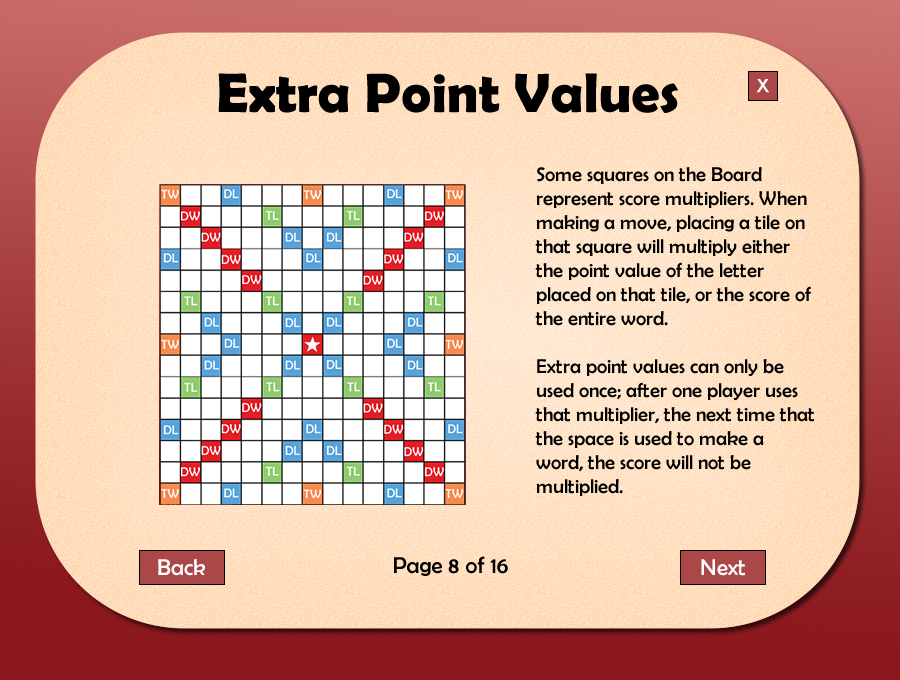 Extra Point Values
X
TW DL TW DL TW
DW TL TL DW
DW DL DL DW
DL DW DL DW DL
DW DW
TL TL TL TL
DL DL DL DL
TW DL DL TW
DL DL DL DL
TL TL TL TL
DW DW
DL DW DL DW DL
DW DL DL DW
DW TL TL DW
TW DL TW DL TW
Some squares on the Board
represent score multipliers. When
making a move, placing a tile on
that square will multiply either
the point value of the letter
placed on that tile, or the score of
the entire word.
Extra point values can only be
used once; after one player uses
that multiplier, the next time that
the space is used to make a
word, the score will not be
multiplied.
Back
Page 8 of 16
Next